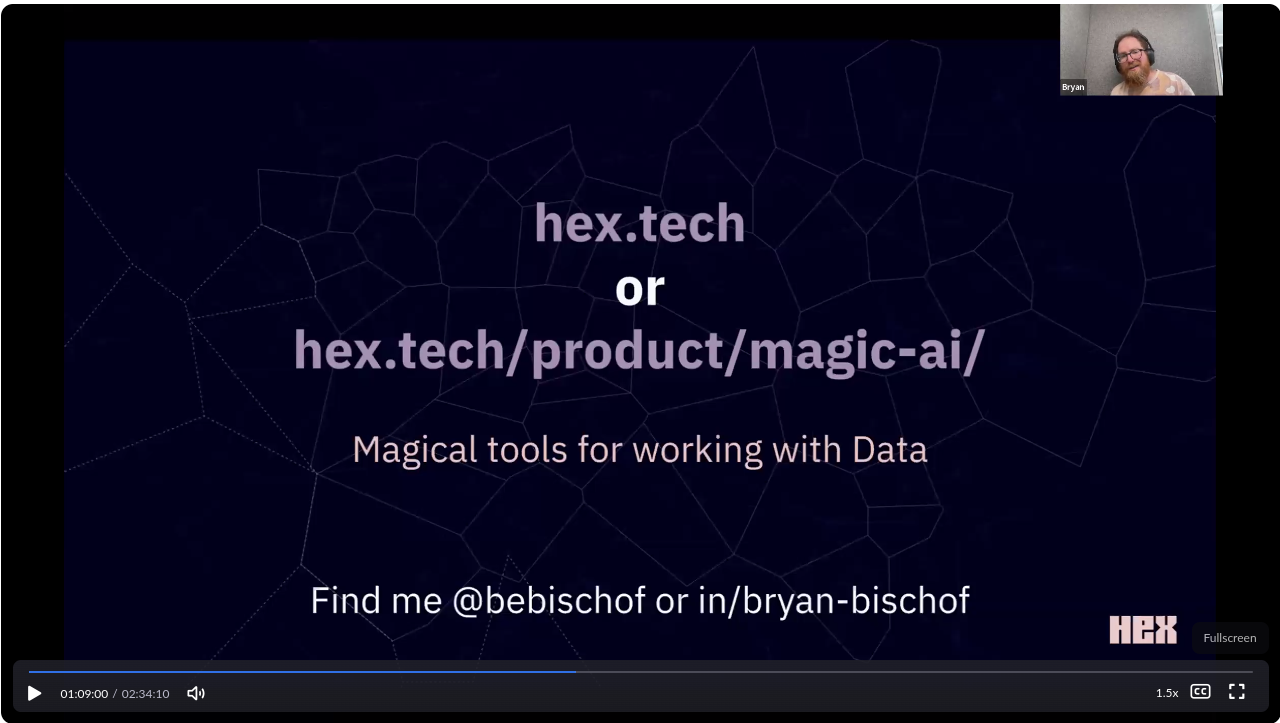 Bryan
hex.tech
or
hex.tech/product/magic-ai/
Magical tools for working with Data
Find me @bebischof or in/bryan-bischof
HEX
Fullscreen
01:09:00 / 02:34:10
1.5x
CC